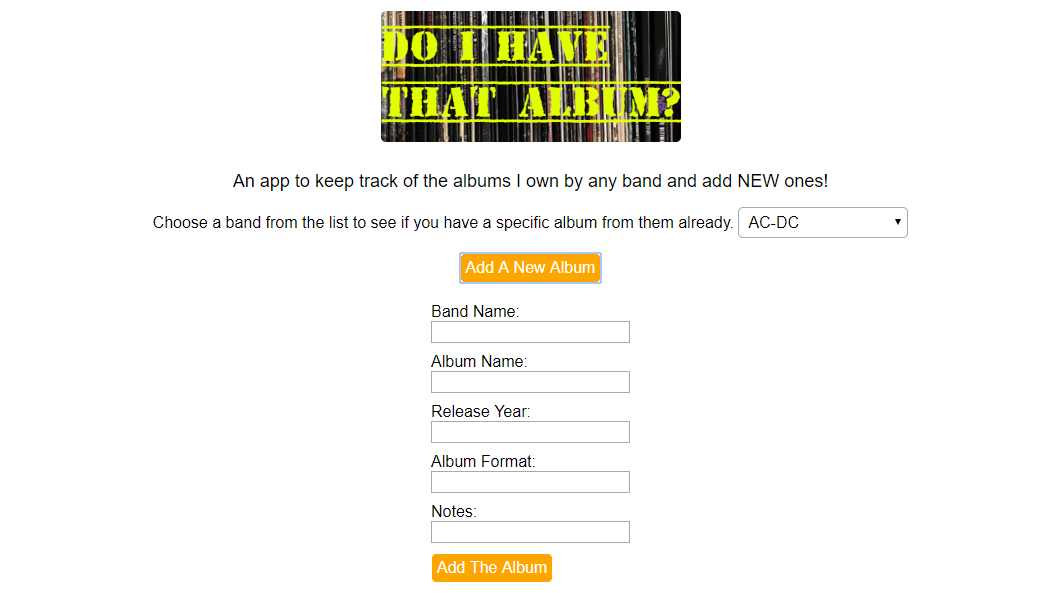 DO I HAVE
THAT ALBUM?
An app to keep track of the albums I own by any band and add NEW ones!
Choose a band from the list to see if you have a specific album from them already. AC-DC
Add A New Album
Band Name:
Album Name:
Release Year:
Album Format:
Notes:
Add The Album